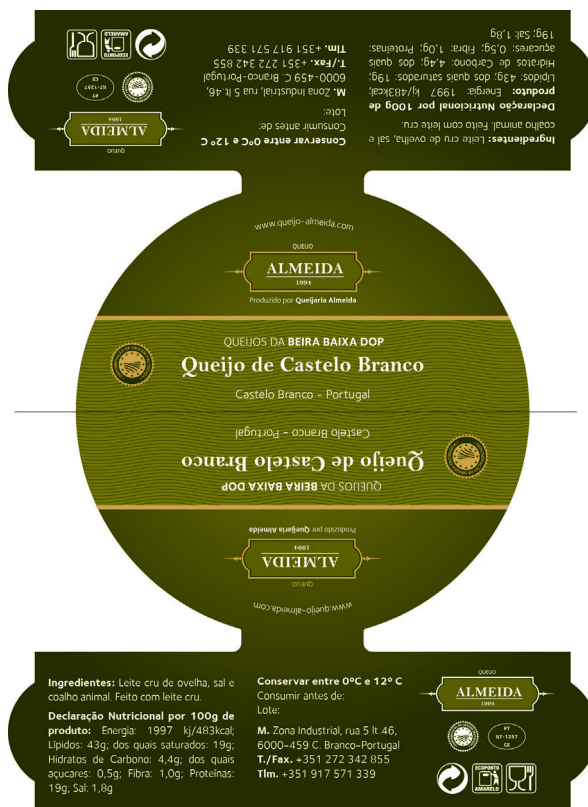 QUEIJO
ALMEIDA
1994
PT
ILT-1257
CE
ECOPONTO
AMARELO
Conservar entre 0ºC e 12º C
Consumir antes de:
Lote:
M. Zona Industrial, rua 5 lt.46,
6000-459 C. Branco-Portugal
T./Fax. +351 272 342 855
Tlm. +351 917 571 339
Ingredientes: Leite cru de ovelha, sal e
coalho animal. Feito com leite cru.
Declaração Nutricional por 100g de
produto: Energia: 1997 kj/483kcal;
Lípidos: 43g; dos quais saturados: 19g;
Hidratos de Carbono: 4,4g; dos quais
açucares: 0,5g; Fibra: 1,0g; Proteínas:
19g; Sal: 1,8g
www.queijo-almeida.com
QUEIJO
ALMEIDA
1994
Produzido por Queijaria Almeida
QUEIJOS DA BEIRA BAIXA DOP
Queijo de Castelo Branco
Castelo Branco - Portugal
Castelo Branco - Portugal
Queijo de Castelo Branco
QUEIJOS DA BEIRA BAIXA DOP
Produzido por Queijaria Almeida
QUEIJO
ALMEIDA
1994
www.queijo-almeida.com
Ingredientes: Leite cru de ovelha, sal e
coalho animal. Feito com leite cru.
Declaração Nutricional por 100g de
produto: Energia: 1997 kj/483kcal;
Lípidos: 43g; dos quais saturados: 19g;
Hidratos de Carbono: 4,4g; dos quais
açucares: 0,5g; Fibra: 1,0g; Proteínas:
19g; Sal: 1,8g
Conservar entre 0ºC e 12º C
Consumir antes de:
Lote:
M. Zona Industrial, rua 5 lt.46,
6000-459 C. Branco-Portugal
T./Fax. +351 272 342 855
Tlm. +351 917 571 339
QUEIJO
ALMEIDA
1994
PT
ILT-1257
CE
ECOPONTO
AMARELO